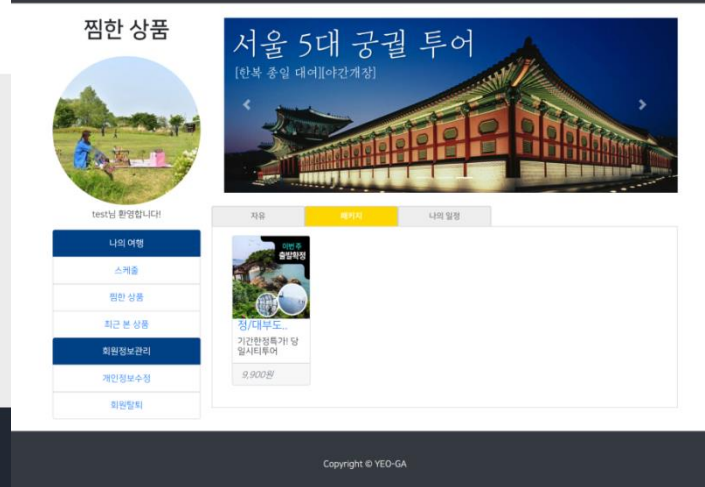 찜한 상품
서울 5대 궁궐 투어
[한복 종일 대여][야간개장]
test님 환영합니다!
나의 여행
스케줄
찜한 상품
최근 본 상품
회원정보관리
개인정보수정
회원탈퇴
자유
패키지
나의 일정
이번 주
출발확정
정/대부도..
기간한정특가! 당
일시티투어
9,900원
Copyright © YEO-GA